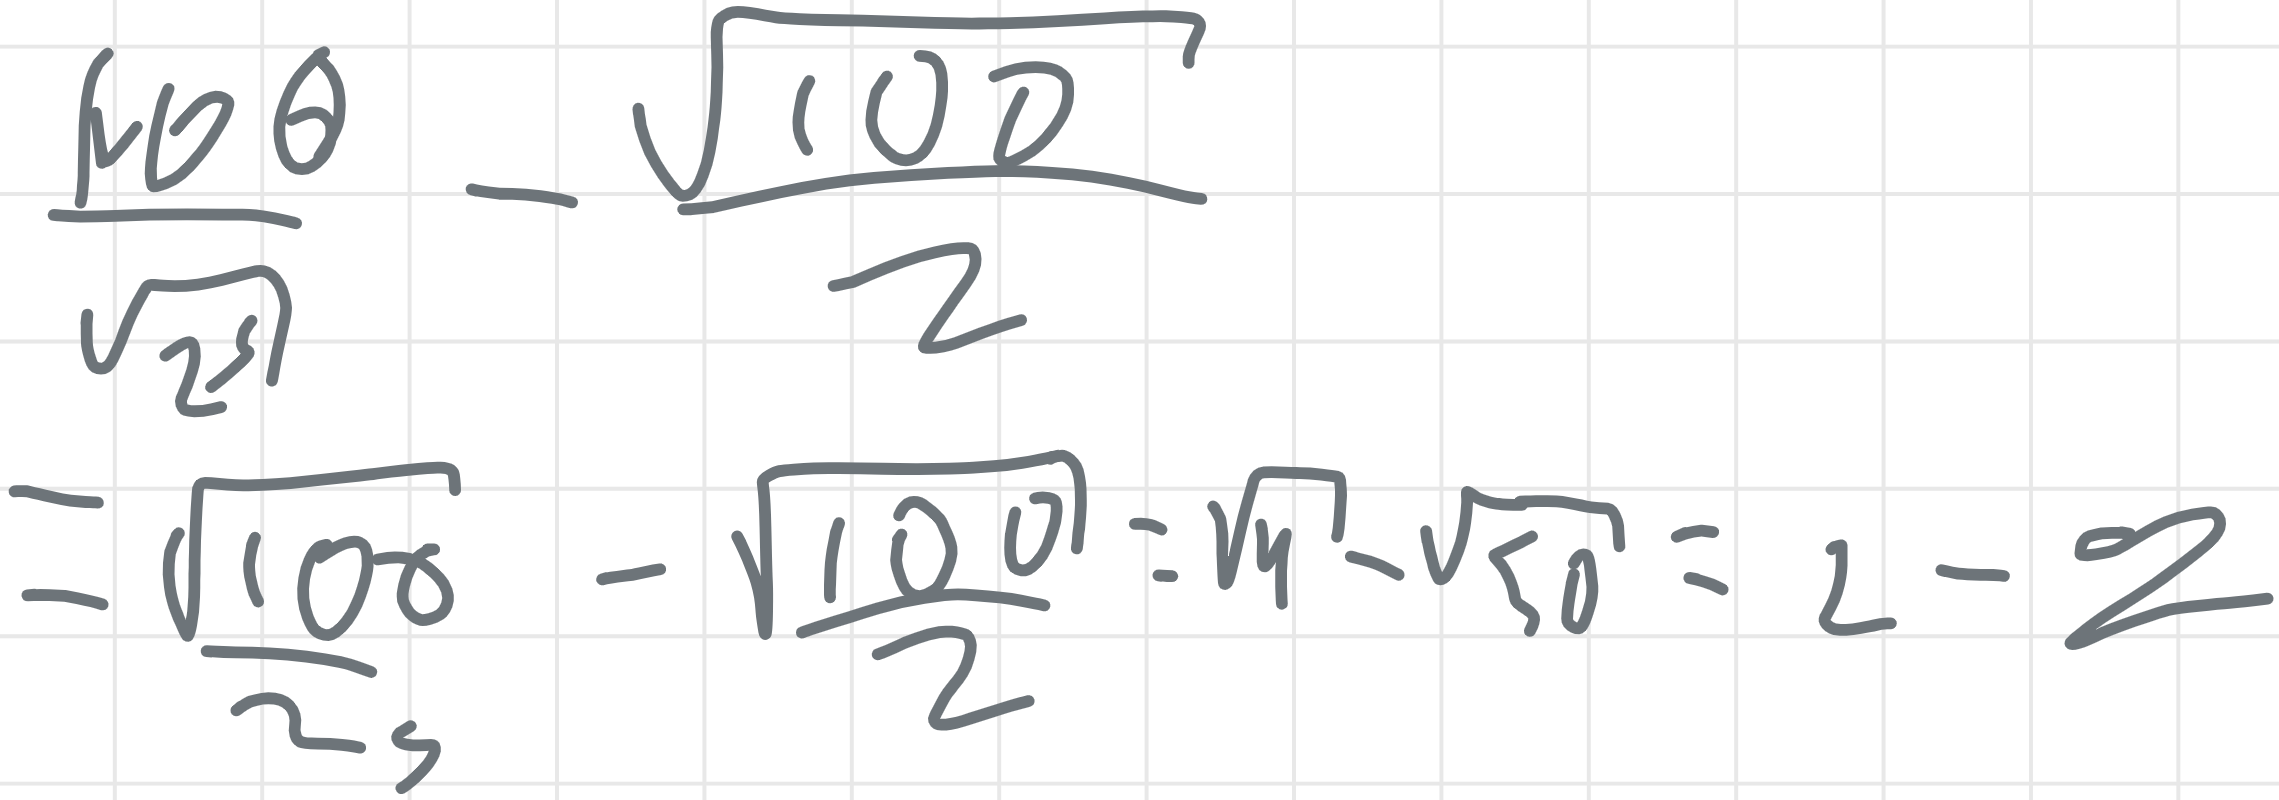 100/√25 - √100/2
= √100/25 - √100/2 = √4 - √50 = 2 - 2